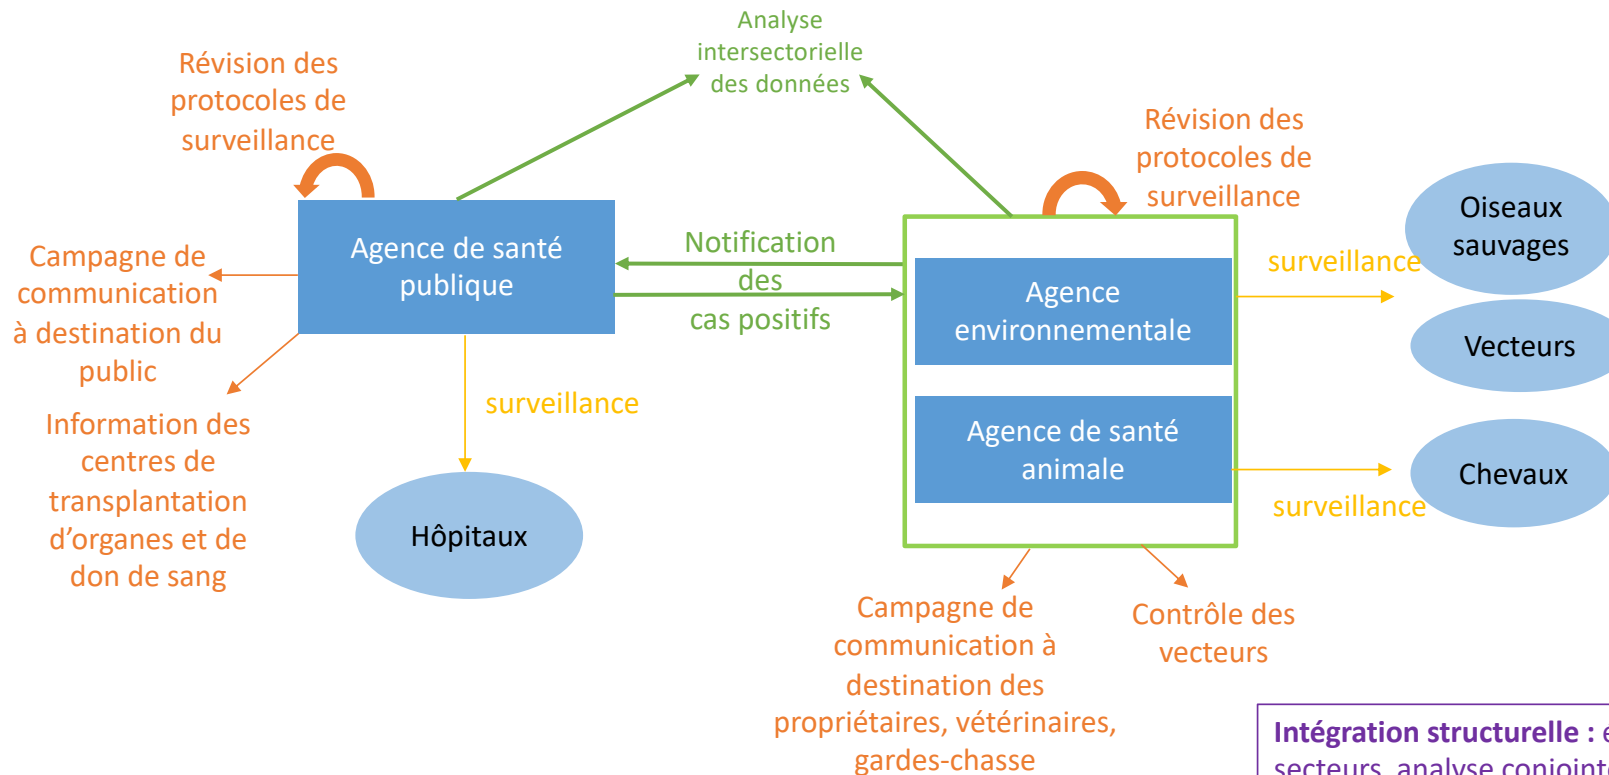 Analyse
intersectorielle
des données
Révision des
protocoles de
surveillance
Révision des
protocoles de
surveillance
Agence de santé
publique
Notification
des
cas positifs
Campagne de
communication
à destination du
public
Information des
centres de
transplantation
d’organes et de
don de sang
surveillance
Hôpitaux
Agence
environnementale
Agence de santé
animale
surveillance
Oiseaux
sauvages
Vecteurs
surveillance
Chevaux
Campagne de
communication à
destination des
propriétaires, vétérinaires,
gardes-chasse
Contrôle des
vecteurs
Intégration structurelle :
secteurs, analyse conjointe